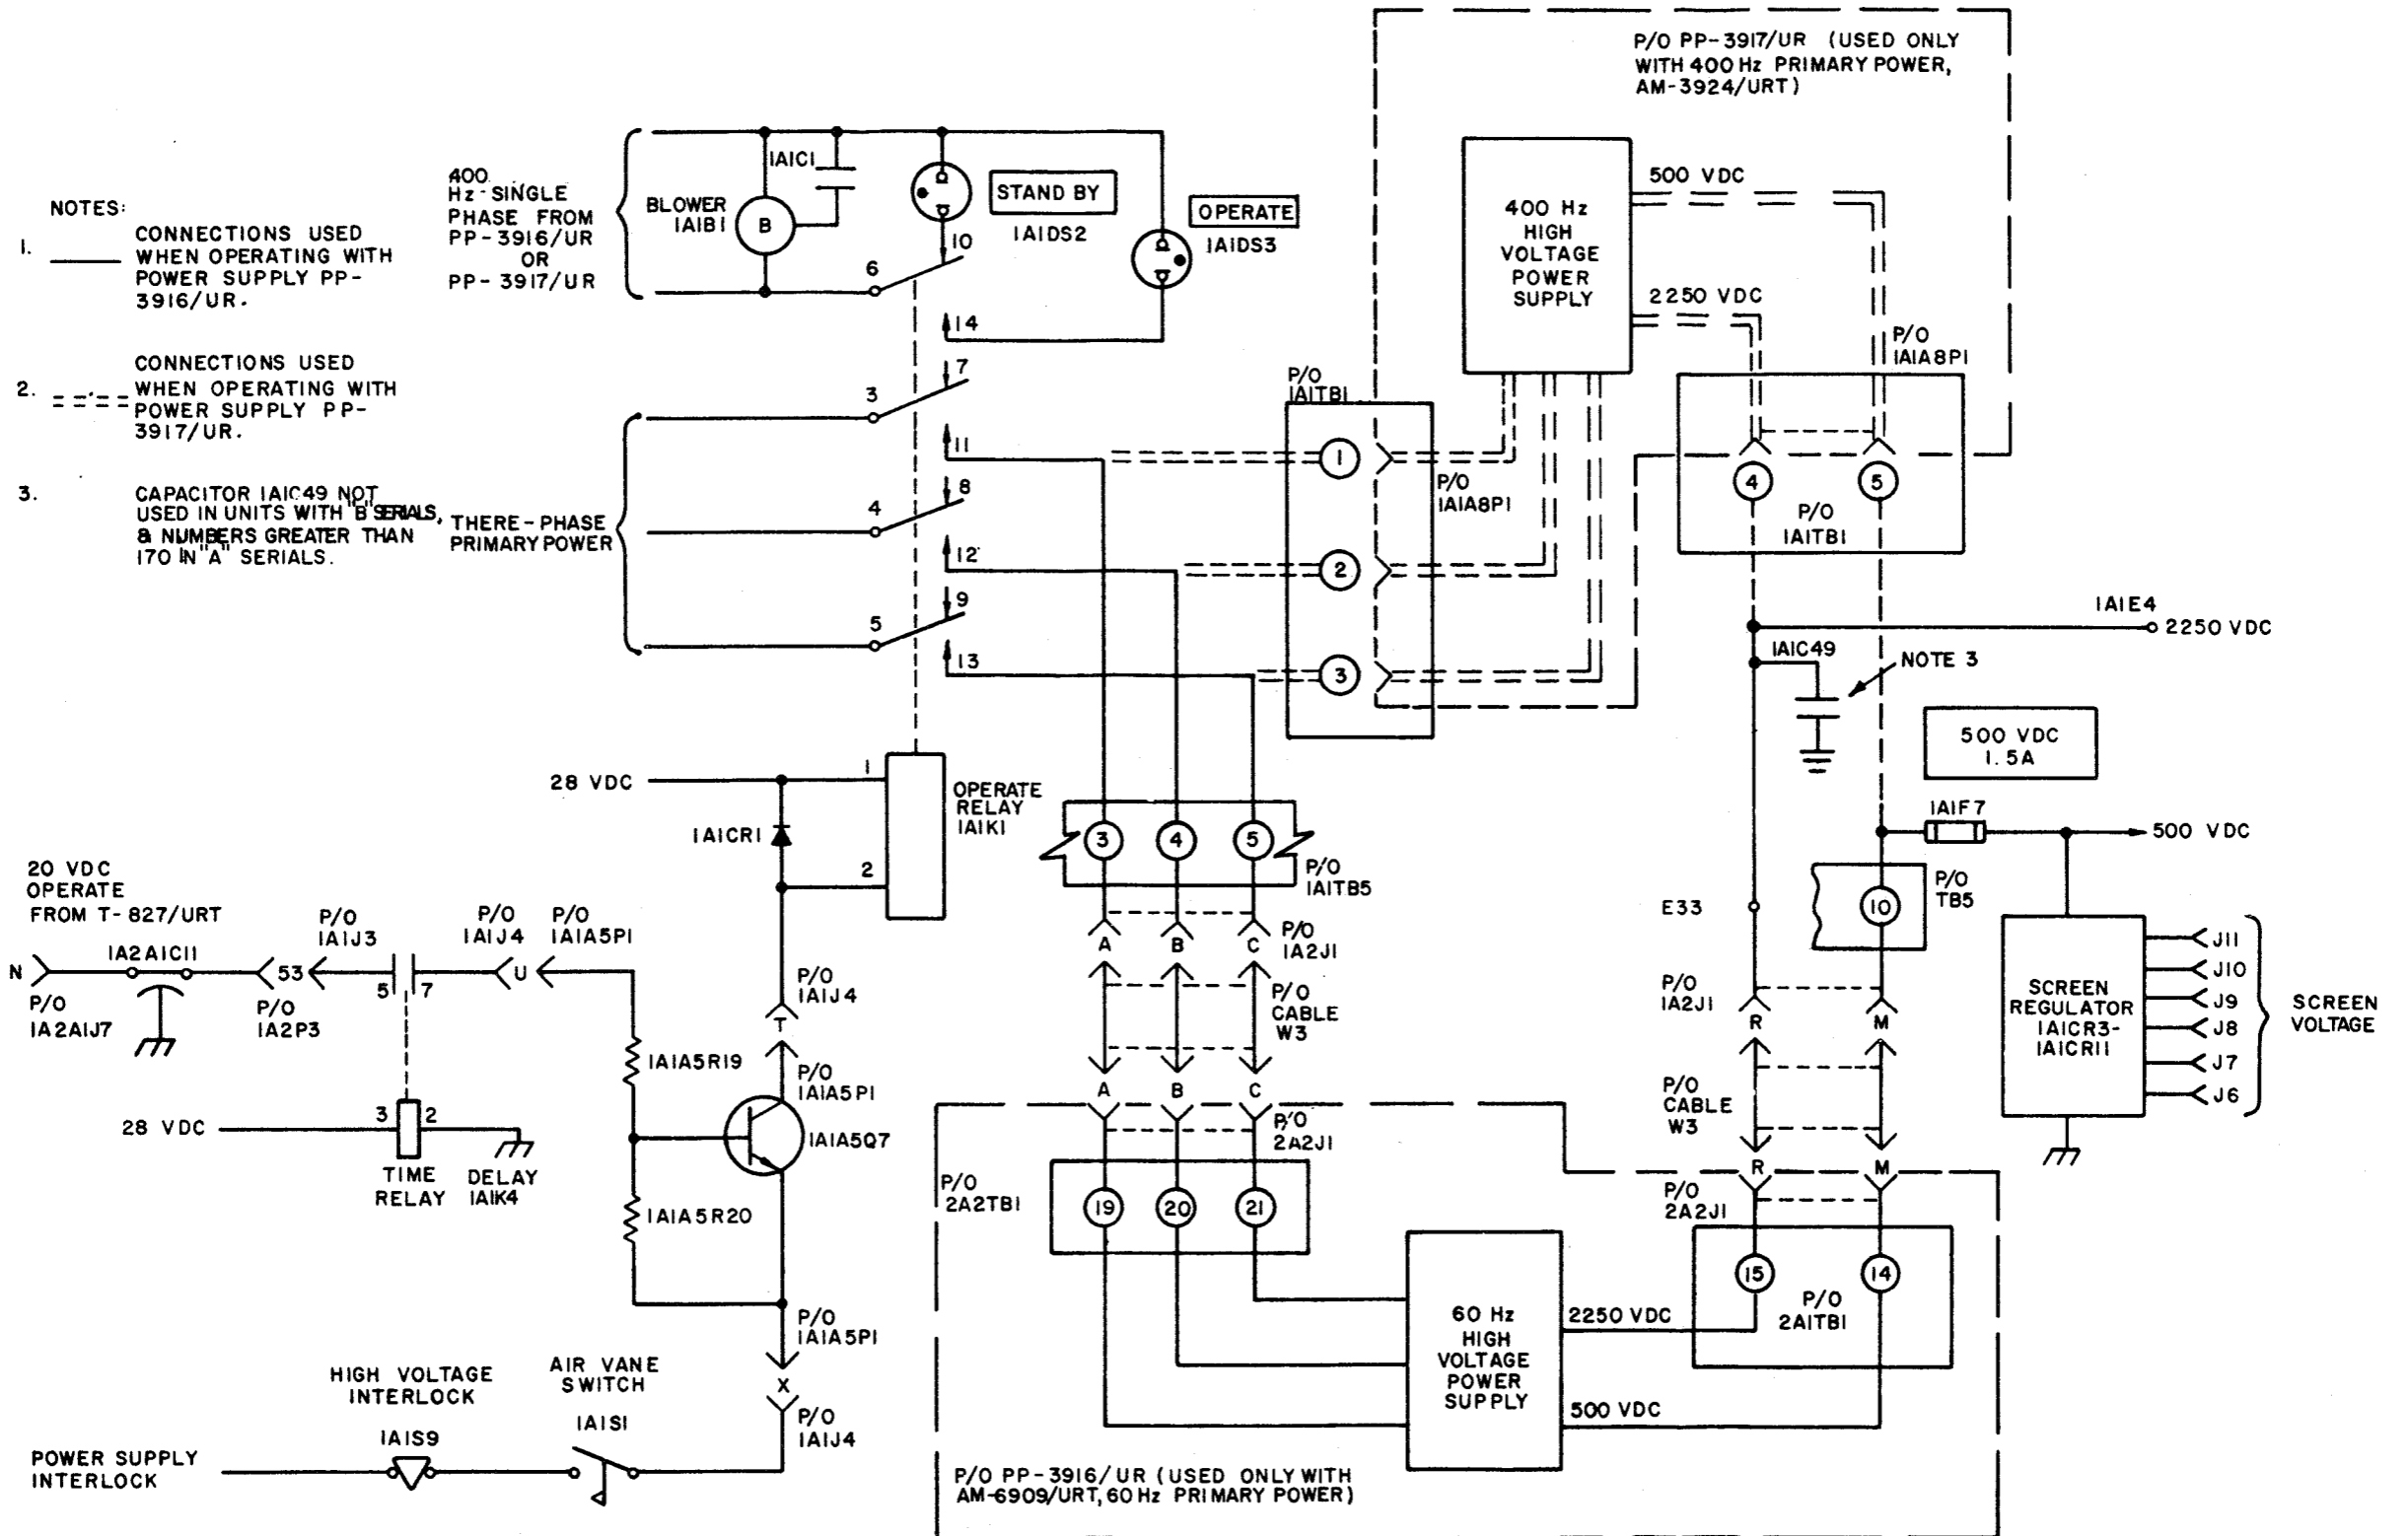 NOTES:
1. CONNECTIONS USED
WHEN OPERATING WITH
POWER SUPPLY PP-
3916/UR.
2. CONNECTIONS USED
WHEN OPERATING WITH
POWER SUPPLY PP-
3917/UR.
3. CAPACITOR 1A1C49 NOT
USED IN UNITS WITH "B" SERIALS,
& NUMBERS GREATER THAN
170 IN "A" SERIALS.
400
Hz-SINGLE
PHASE FROM
PP-3916/UR
OR
PP-3917/UR
BLOWER
1A1B1
B
1A1C1
STAND BY
1A1DS2
OPERATE
1A1DS3
6
10
14
THERE-PHASE
PRIMARY POWER
3
7
11
4
8
12
5
9
13
P/O PP-3917/UR (USED ONLY
WITH 400 Hz PRIMARY POWER,
AM-3924/URT)
400 Hz
HIGH
VOLTAGE
POWER
SUPPLY
500 VDC
2250 VDC
P/O
1A1A8P1
P/O
1A1TB1
1
2
3
P/O
1A1A8P1
4
5
P/O
1A1TB1
1A1E4
2250 VDC
1A1C49
NOTE 3
500 VDC
1.5A
1A1F7
500 VDC
10
P/O
TB5
E33
P/O
1A2J1
R
M
P/O
CABLE
W3
R
M
P/O
2A2J1
SCREEN
REGULATOR
1A1CR3-
1A1CR11
J11
J10
J9
J8
J7
J6
SCREEN
VOLTAGE
28 VDC
1
2
1A1CR1
OPERATE
RELAY
1A1K1
3
4
5
P/O
1A1TB5
A
B
C
P/O
1A2J1
P/O
CABLE
W3
A
B
C
P/O
2A2J1
P/O
2A2TB1
19
20
21
20 VDC
OPERATE
FROM T-827/URT
N
P/O
1A2A1J7
1A2A1C11
53
P/O
1A2P3
P/O
1A1J3
5
7
P/O
1A1J4
U
P/O
1A1A5P1
28 VDC
3
2
TIME DELAY
RELAY 1A1K4
1A1A5R19
1A1A5R20
P/O
1A1J4
T
P/O
1A1A5P1
1A1A5Q7
P/O
1A1A5P1
X
P/O
1A1J4
HIGH VOLTAGE
INTERLOCK
1A1S9
AIR VANE
SWITCH
1A1S1
POWER SUPPLY
INTERLOCK
60 Hz
HIGH
VOLTAGE
POWER
SUPPLY
2250 VDC
500 VDC
15
14
P/O
2A1TB1
P/O PP-3916/UR (USED ONLY WITH
AM-6909/URT, 60 Hz PRIMARY POWER)